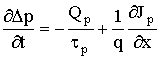 ∂Δp/∂t = − Q_p/τ_p + (1/q) ∂J_p/∂x